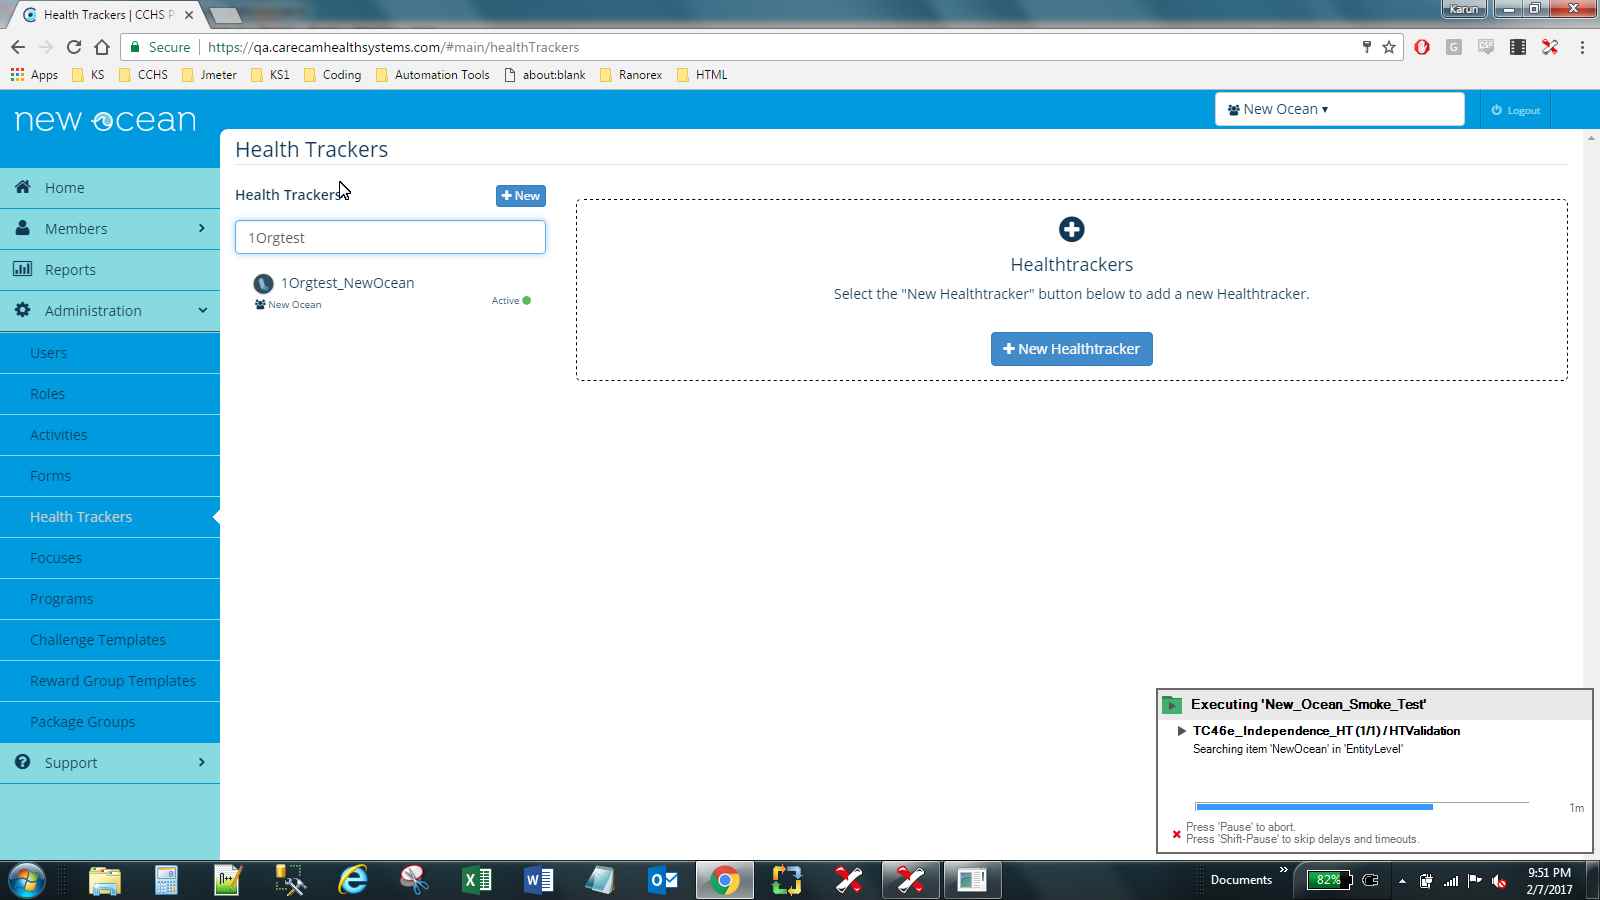 Health Trackers | CCHS P
Karun
Secure
https://qa.carecamhealthsystems.com/#main/healthTrackers
Apps
KS
CCHS
Jmeter
KS1
Coding
Automation Tools
about:blank
Ranorex
HTML
new ocean
New Ocean
Logout
Home
Members
Reports
Administration
Users
Roles
Activities
Forms
Health Trackers
Focuses
Programs
Challenge Templates
Reward Group Templates
Package Groups
Support
Health Trackers
Health Trackers
New
1Orgtest
1Orgtest_NewOcean
New Ocean
Active
Healthtrackers
Select the "New Healthtracker" button below to add a new Healthtracker.
New Healthtracker
Executing 'New_Ocean_Smoke_Test'
TC46e_Independence_HT (1/1) / HTValidation
Searching item 'NewOcean' in 'EntityLevel'
1m
Press 'Pause' to abort.
Press 'Shift-Pause' to skip delays and timeouts.
Documents
82%
9:51 PM
2/7/2017